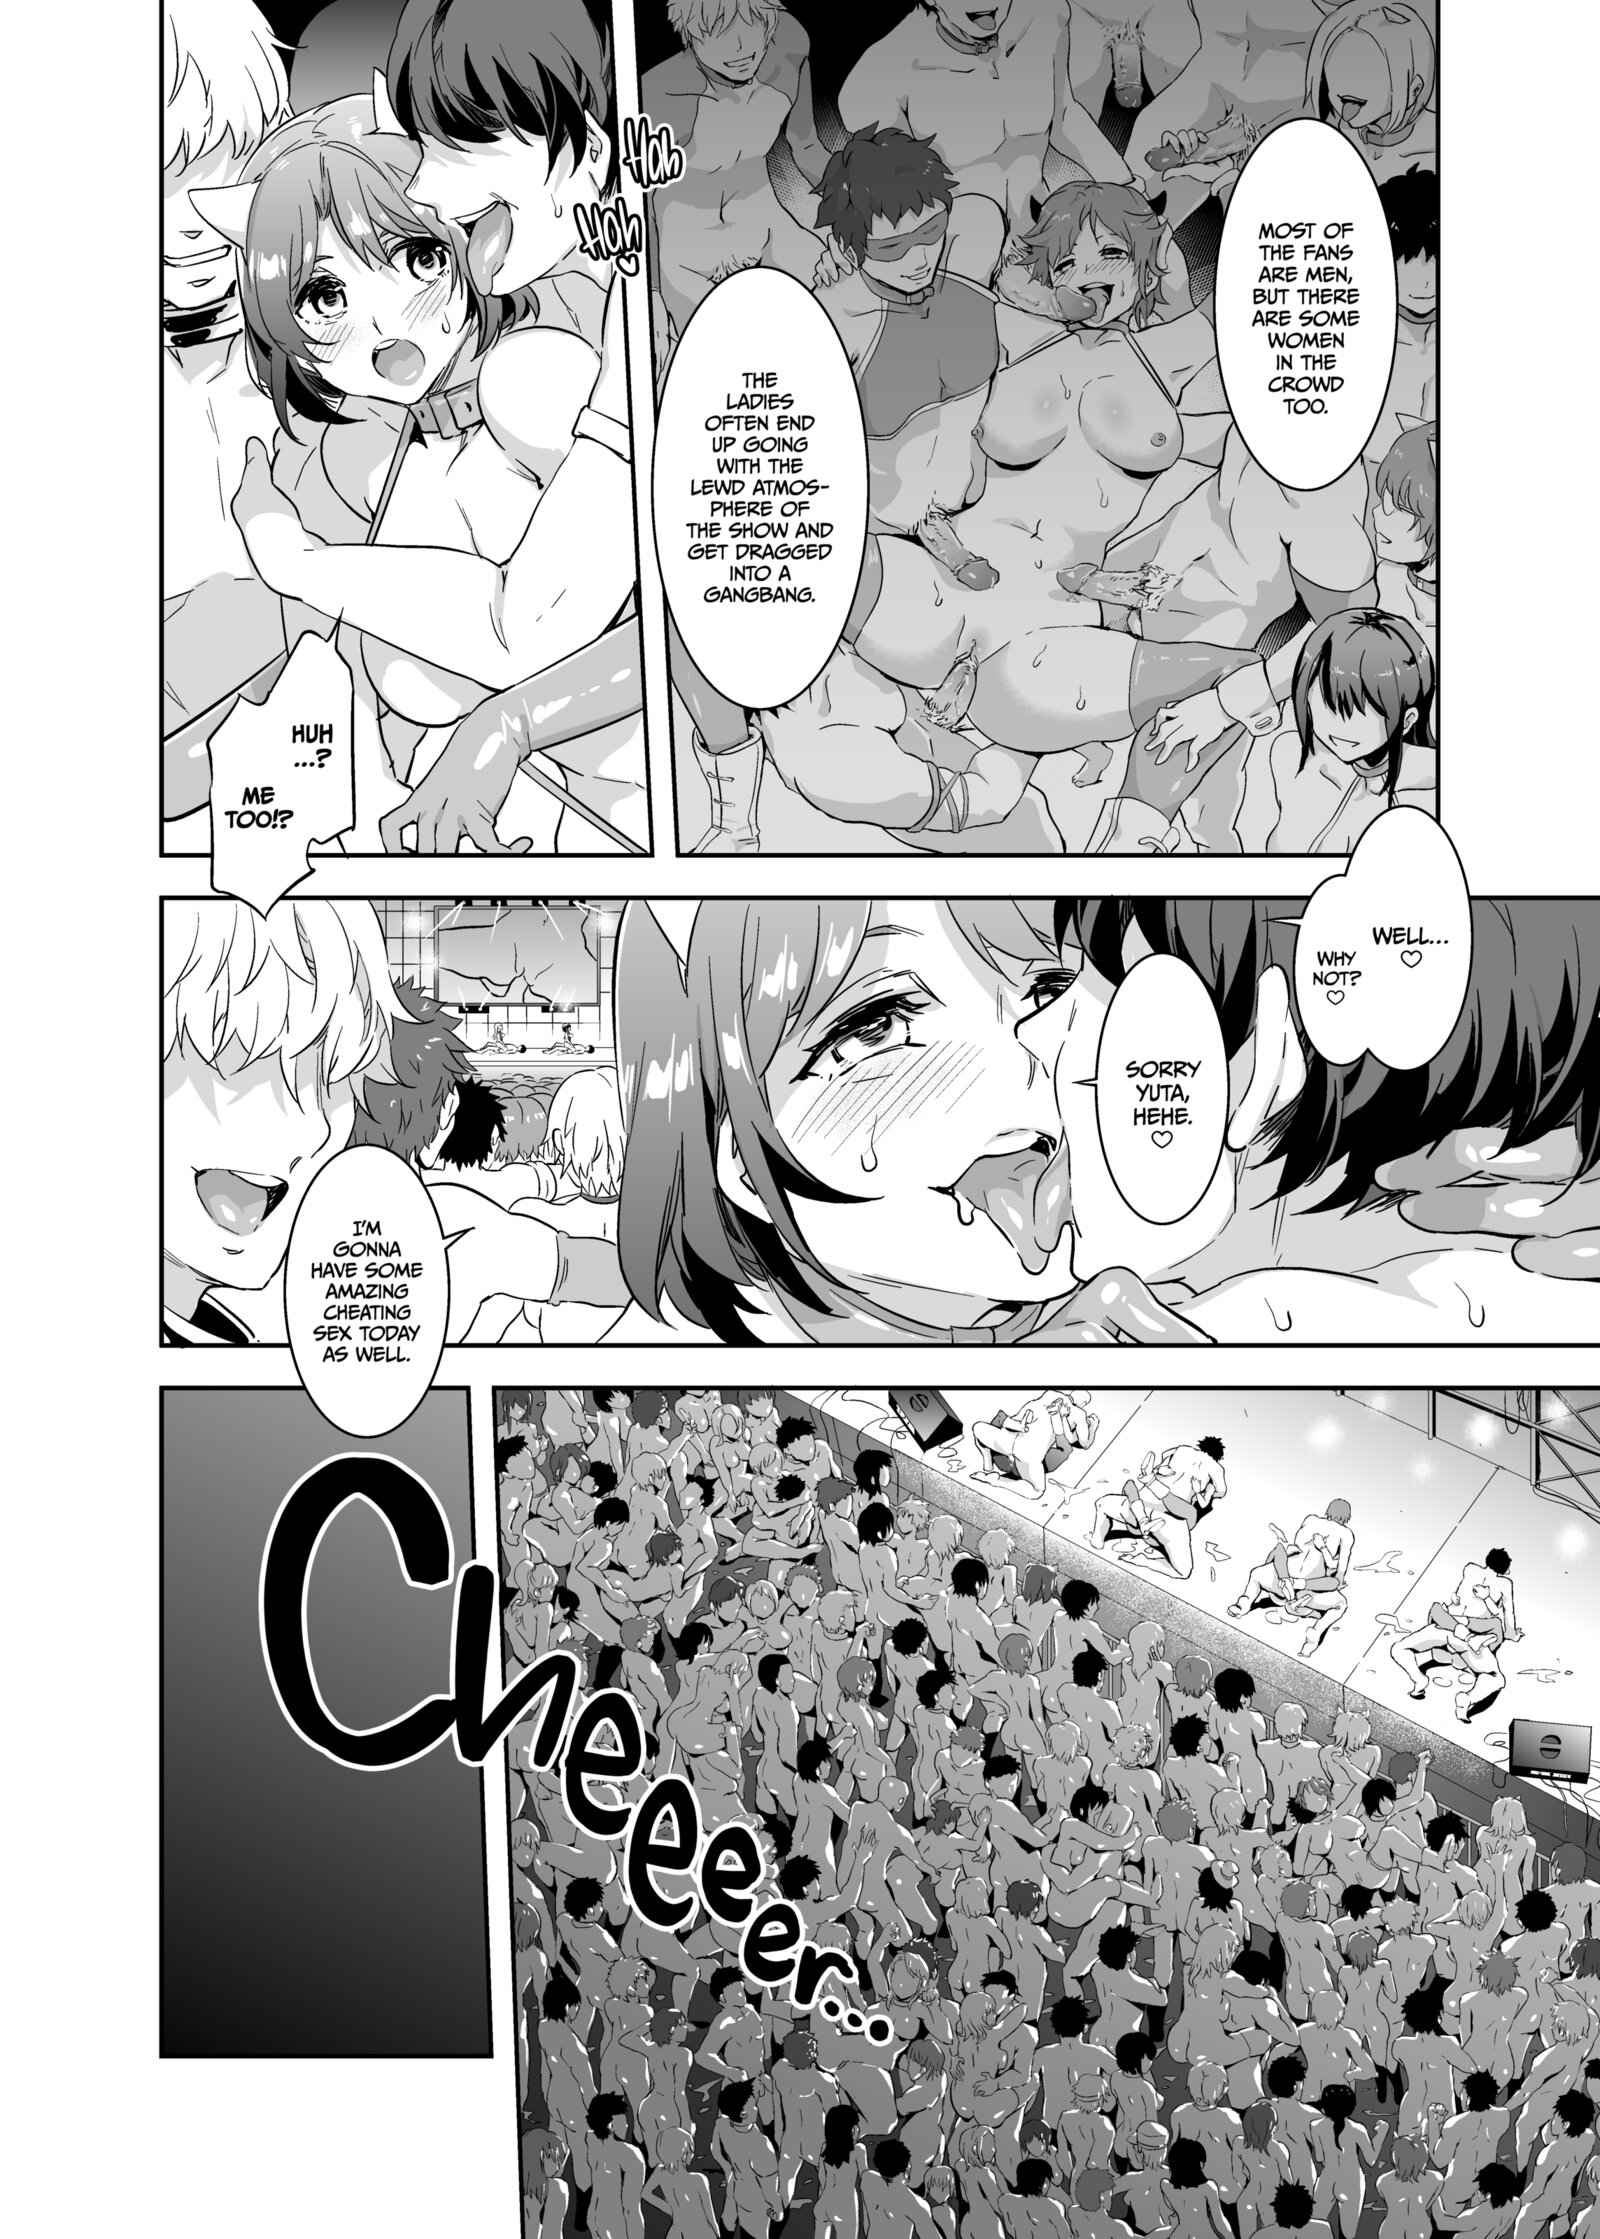 MOST OF
THE FANS
ARE MEN,
BUT THERE
ARE SOME
WOMEN
IN THE
CROWD
TOO.
THE
LADIES
OFTEN END
UP GOING
WITH THE
LEWD ATMOS-
PHERE OF
THE SHOW AND
GET DRAGGED
INTO A
GANGBANG.
Hah
Hah♡
HUH
...?
ME
TOO!?
WELL...
♡
WHY
NOT?
♡
SORRY
YUTA,
HEHE.
♡
I'M
GONNA
HAVE SOME
AMAZING
CHEATING
SEX TODAY
AS WELL.
Cheeeer...